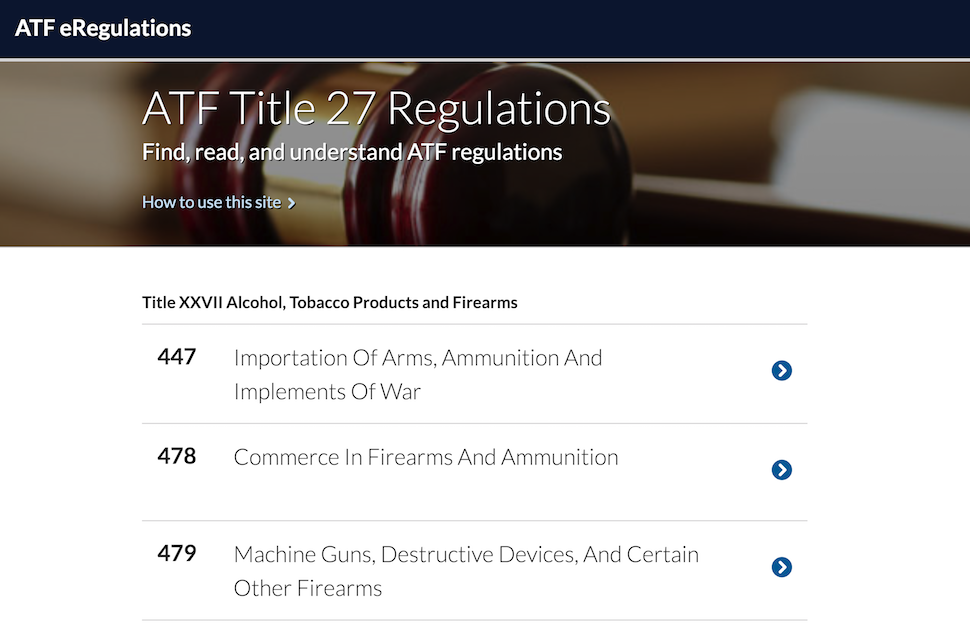 ATF eRegulations
ATF Title 27 Regulations
Find, read, and understand ATF regulations
How to use this site
Title XXVII Alcohol, Tobacco Products and Firearms
447
Importation Of Arms, Ammunition And
Implements Of War
478
Commerce In Firearms And Ammunition
479
Machine Guns, Destructive Devices, And Certain
Other Firearms